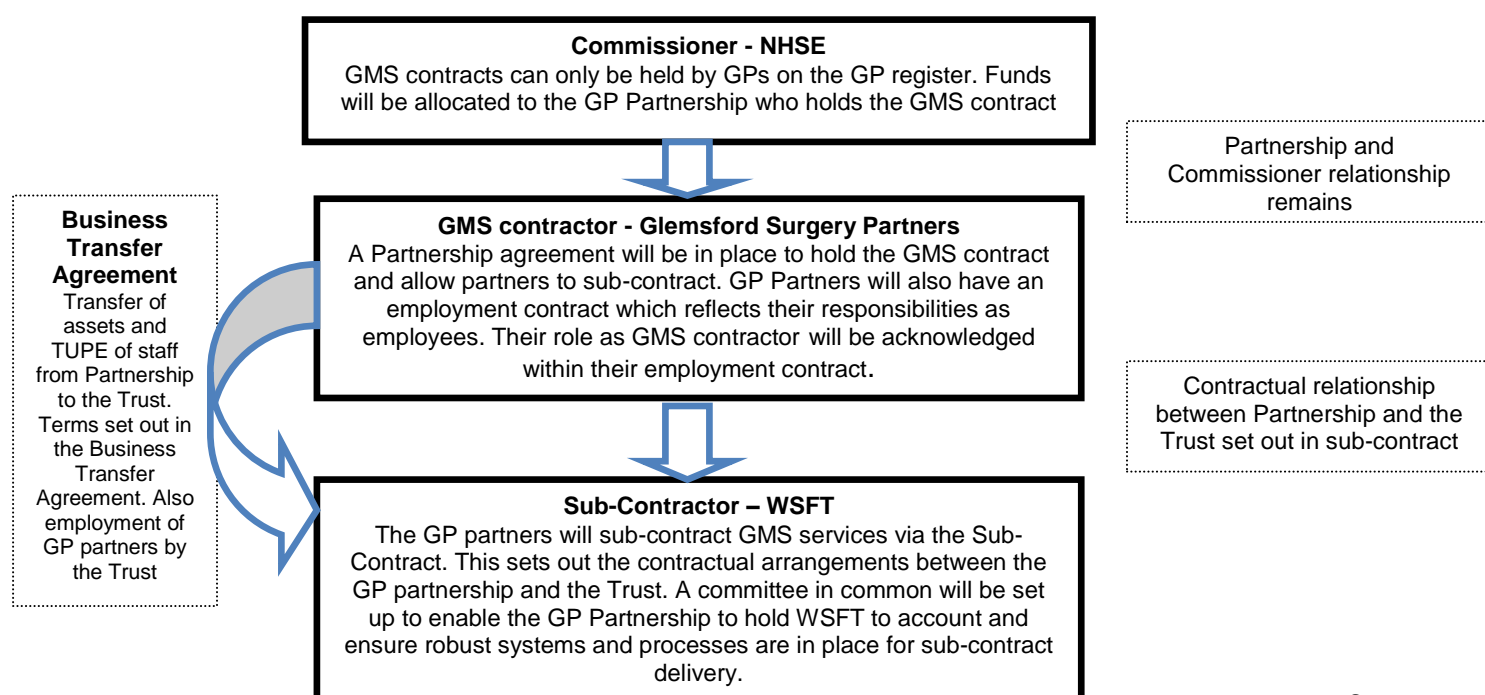 Commissioner - NHSE
GMS contracts can only be held by GPs on the GP register. Funds
will be allocated to the GP Partnership who holds the GMS contract
Partnership and
Commissioner relationship
remains
Business
Transfer
Agreement
Transfer of
assets and
TUPE of staff
from Partnership
to the Trust.
Terms set out in
the Business
Transfer
Agreement. Also
employment of
GP partners by
the Trust
GMS contractor - Glemsford Surgery Partners
A Partnership agreement will be in place to hold the GMS contract
and allow partners to sub-contract. GP Partners will also have an
employment contract which reflects their responsibilities as
employees. Their role as GMS contractor will be acknowledged
within their employment contract.
Contractual relationship
between Partnership and the
Trust set out in sub-contract
Sub-Contractor – WSFT
The GP partners will sub-contract GMS services via the Sub-
Contract. This sets out the contractual arrangements between the
GP partnership and the Trust. A committee in common will be set
up to enable the GP Partnership to hold WSFT to account and
ensure robust systems and processes are in place for sub-contract
delivery.